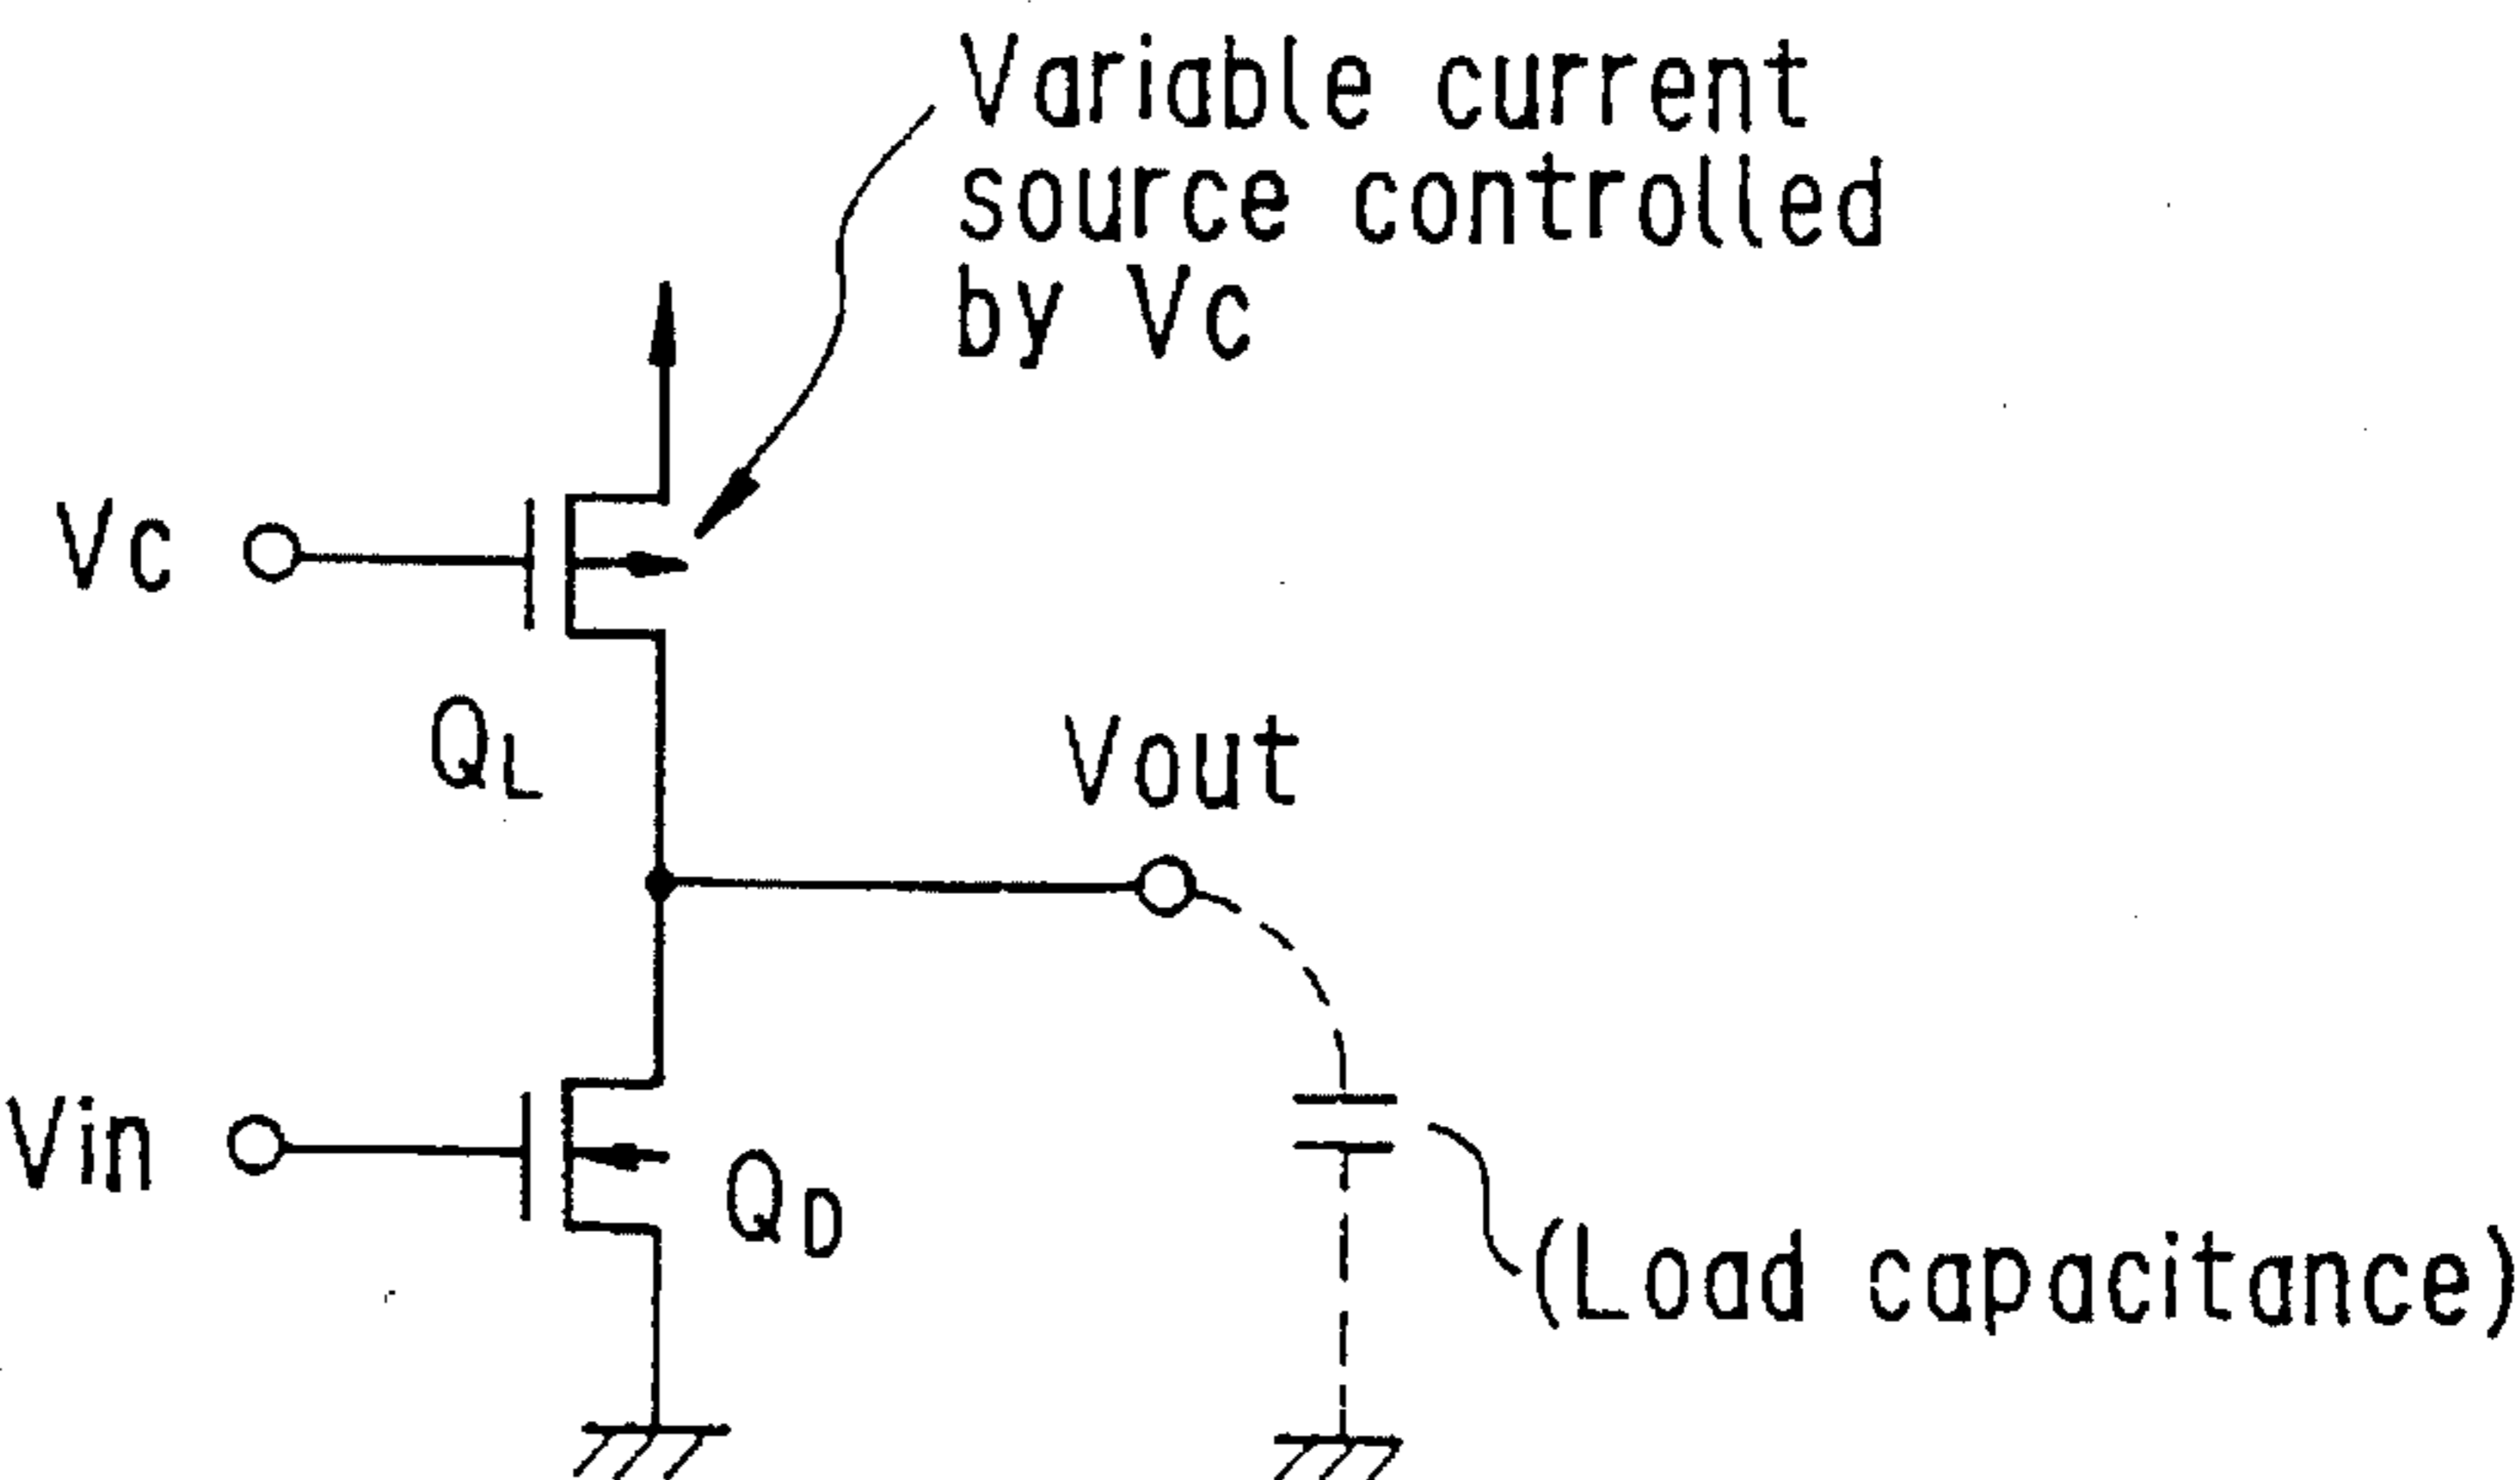 Variable current
source controlled
by Vc
Vc
QL
Vout
Vin
QD
(Load capacitance)